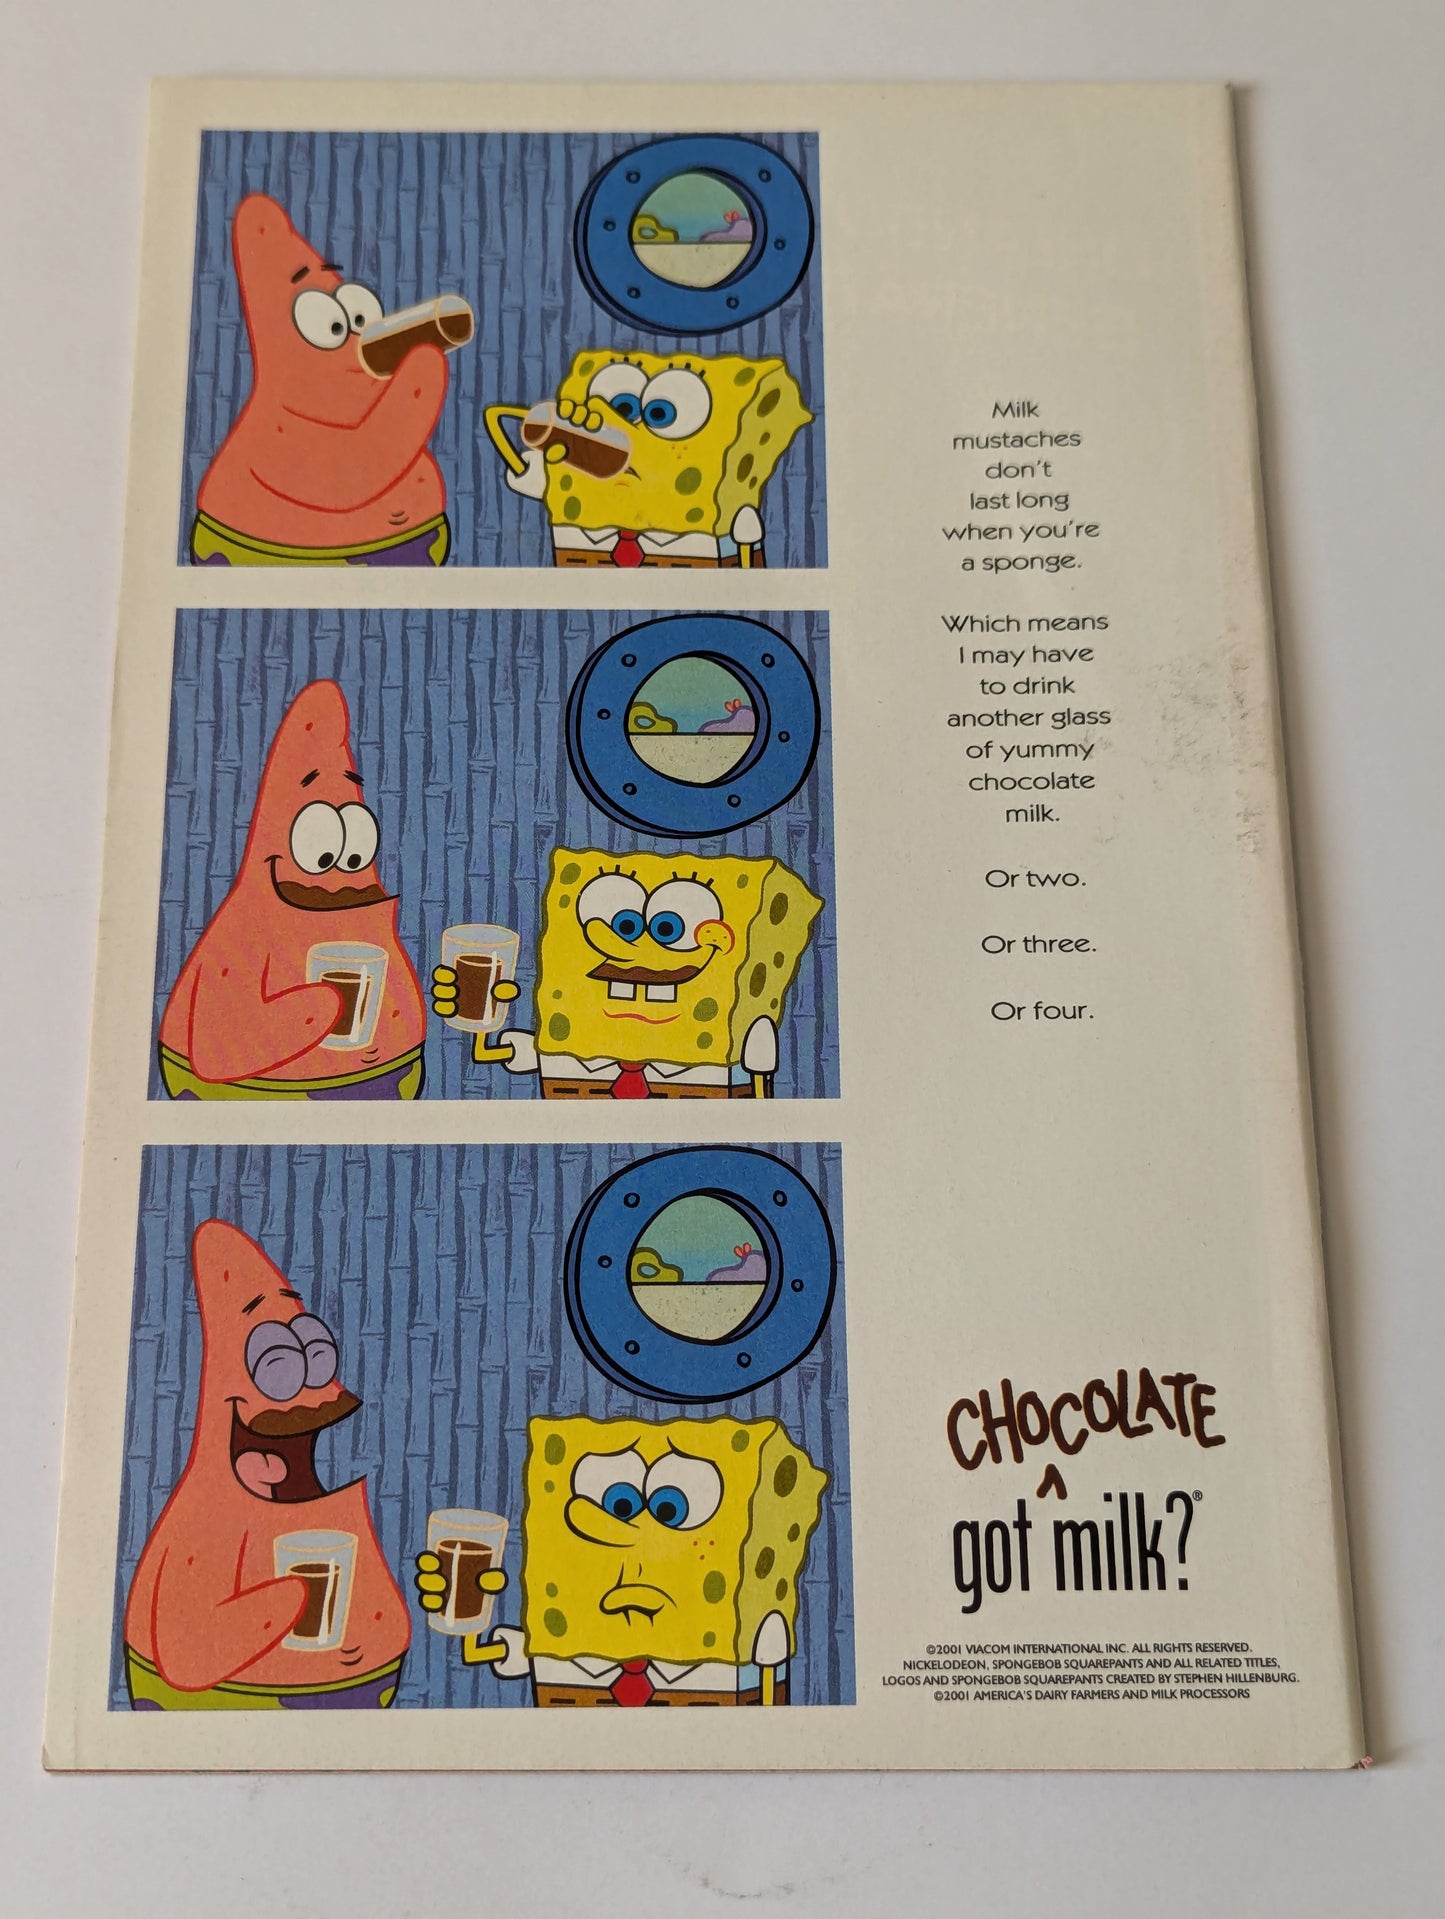 Milk
mustaches
don't
last long
when you're
a sponge.
Which means
I may have
to drink
another glass
of yummy
chocolate
milk.
Or two.
Or three.
Or four.
CHOCOLATE
^
got milk?®
©2001 VIACOM INTERNATIONAL INC. ALL RIGHTS RESERVED.
NICKELODEON, SPONGEBOB SQUAREPANTS AND ALL RELATED TITLES,
LOGOS AND SPONGEBOB SQUAREPANTS CREATED BY STEPHEN HILLENBURG.
©2001 AMERICA'S DAIRY FARMERS AND MILK PROCESSORS